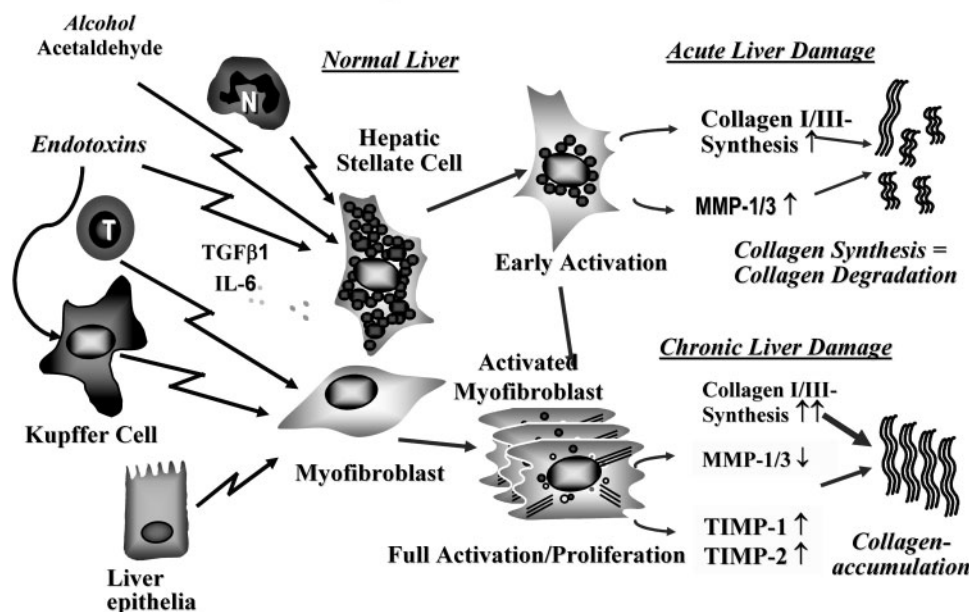 Alcohol
Acetaldehyde
Normal Liver
Acute Liver Damage
N
Endotoxins
Hepatic
Stellate Cell
Collagen I/III-
Synthesis ↑
T
TGFβ1
IL-6
MMP-1/3 ↑
Early Activation
Collagen Synthesis =
Collagen Degradation
Chronic Liver Damage
Activated
Myofibroblast
Collagen I/III-
Synthesis ↑↑
Kupffer Cell
Myofibroblast
MMP-1/3 ↓
TIMP-1 ↑
TIMP-2 ↑
Full Activation/Proliferation
Collagen-
accumulation
Liver
epithelia